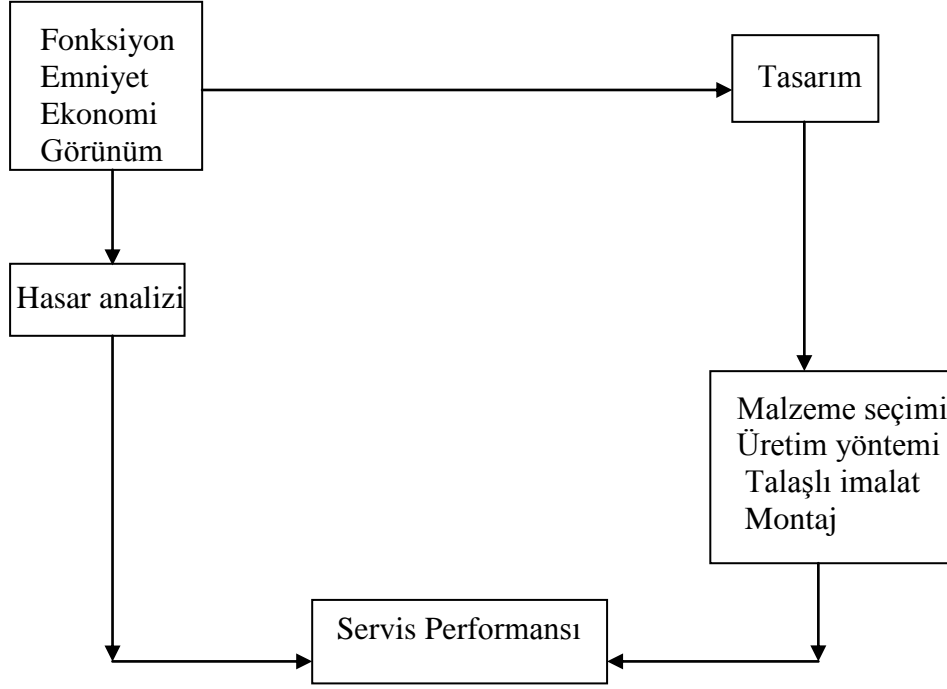 Fonksiyon
Emniyet
Ekonomi
Görünüm
Tasarım
Hasar analizi
Malzeme seçimi
Üretim yöntemi
Talaşlı imalat
Montaj
Servis Performansı